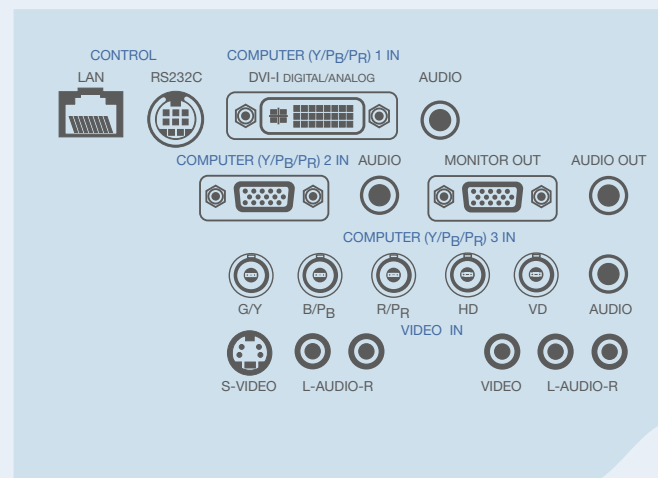 CONTROL COMPUTER (Y/PB/PR) 1 IN
LAN RS232C DVI-I DIGITAL/ANALOG AUDIO
COMPUTER (Y/PB/PR) 2 IN AUDIO MONITOR OUT AUDIO OUT
COMPUTER (Y/PB/PR) 3 IN
G/Y B/PB R/PR HD VD AUDIO
VIDEO IN
S-VIDEO L-AUDIO-R VIDEO L-AUDIO-R